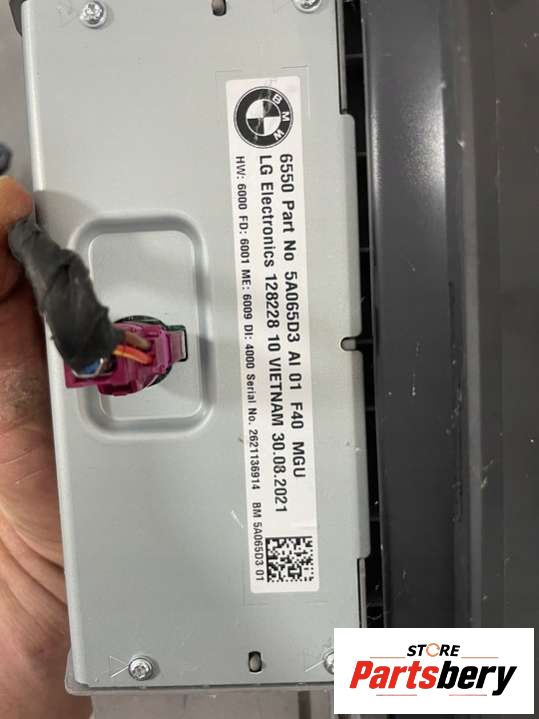 BMW
6550 Part No 5A065D3 AI 01 F40 MGU
LG Electronics 128228 10 VIETNAM 30.08.2021
HW: 6000 FD: 6001 ME: 6009 DI: 4000 Serial No. 2621136914 BM 5A065D3 01
STORE
Partsbery